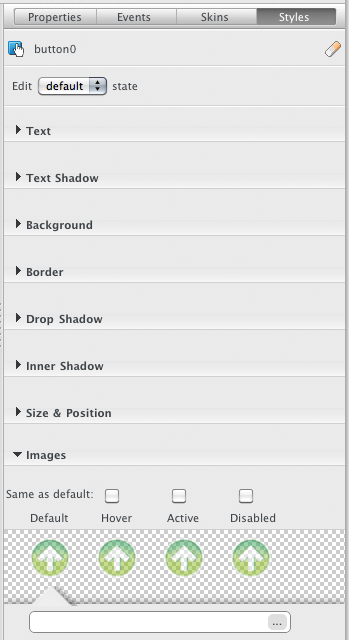 Properties Events Skins Styles
button0
Edit default state
Text
Text Shadow
Background
Border
Drop Shadow
Inner Shadow
Size & Position
Images
Same as default:
Default Hover Active Disabled
...